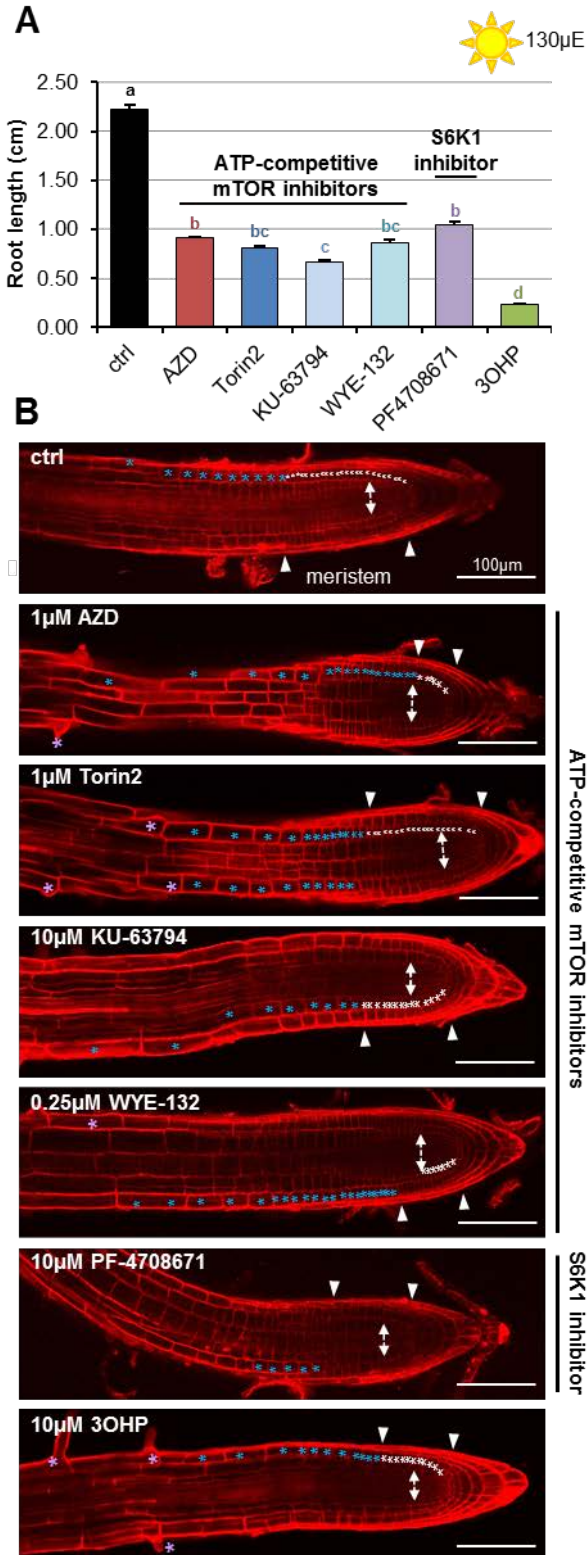 A
130µE
2.50
2.00
1.50
1.00
0.50
0.00
Root length (cm)
a
b
bc
c
bc
b
d
ATP-competitive
mTOR inhibitors
S6K1
inhibitor
ctrl
AZD
Torin2
KU-63794
WYE-132
PF4708671
3OHP
B
ctrl
meristem
100µm
1µM AZD
1µM Torin2
10µM KU-63794
0.25µM WYE-132
ATP-competitive mTOR inhibitors
10µM PF-4708671
S6K1 inhibitor
10µM 3OHP